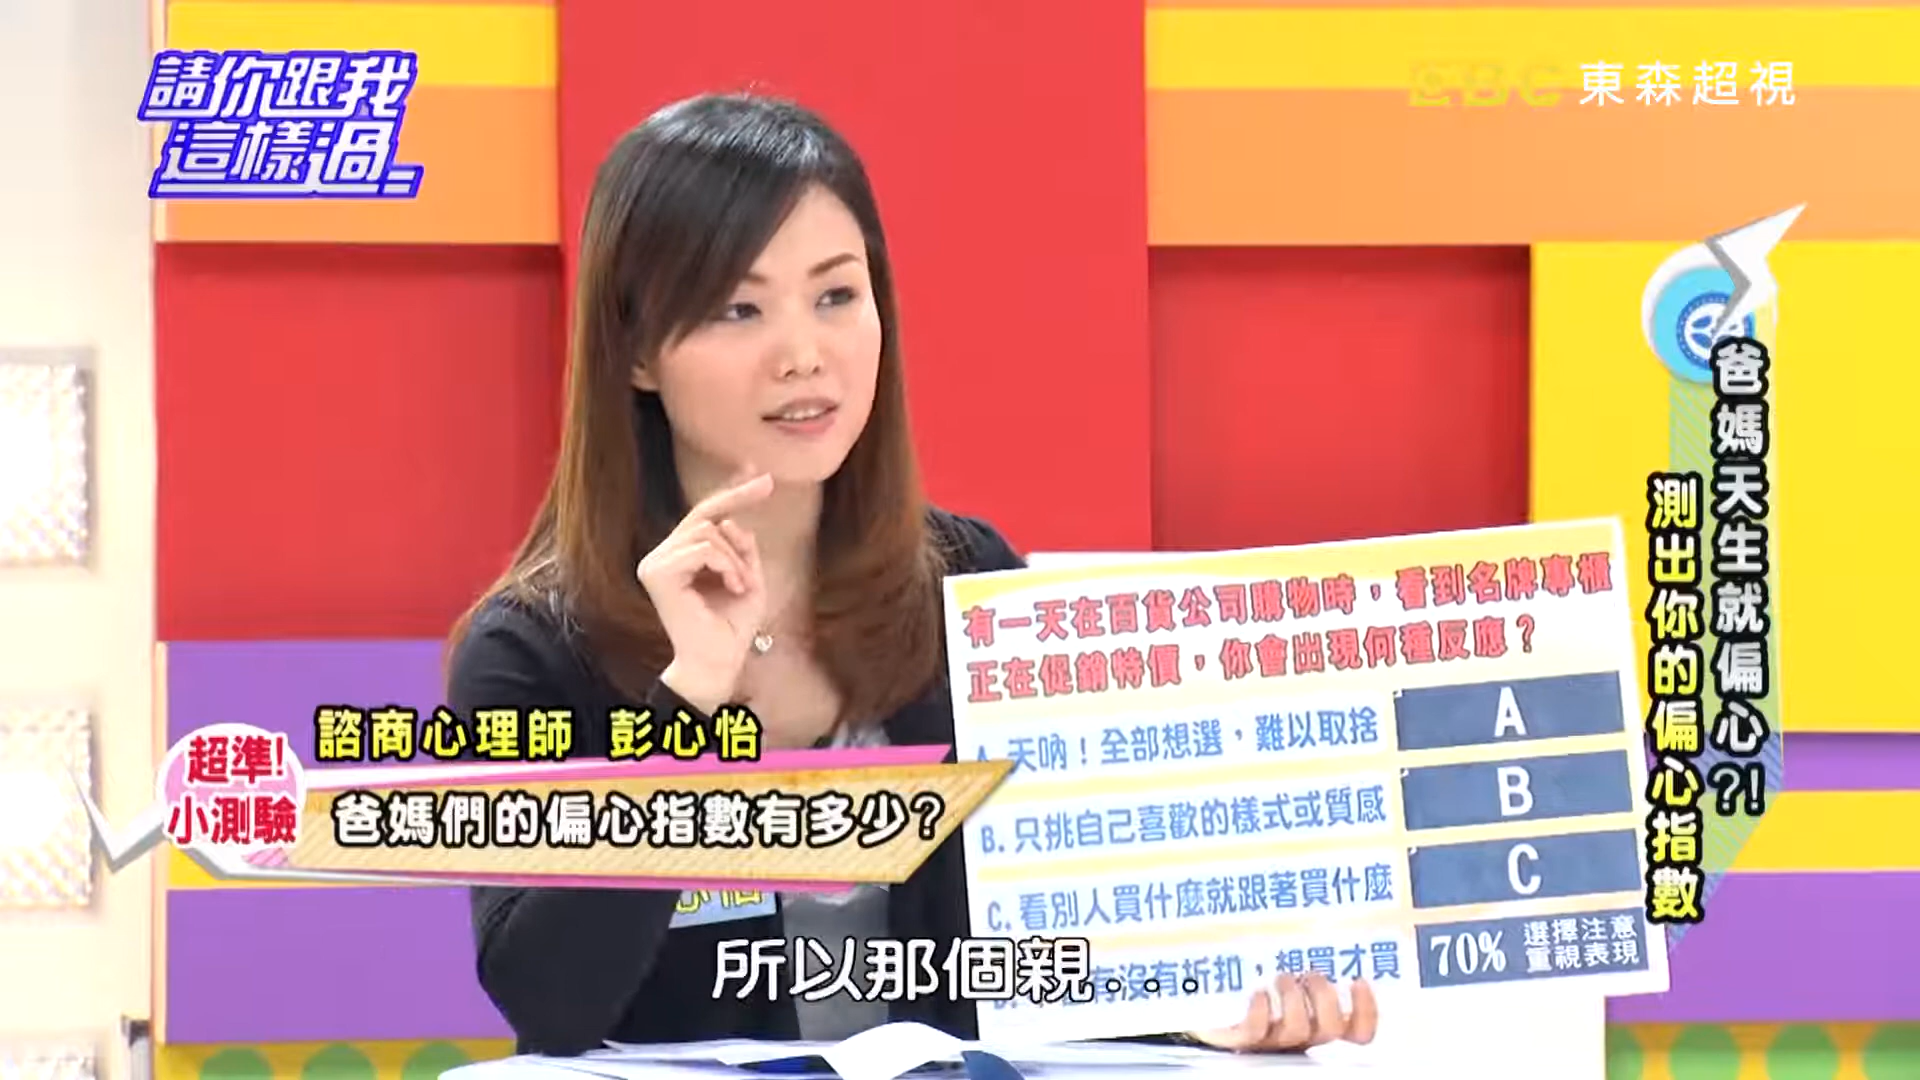 請你跟我
這樣過
東森超視
爸媽天生就偏心?!
測出你的偏心指數
有一天在百貨公司購物時,看到名牌專櫃
正在促銷特價,你會出現何種反應?
A. 天吶!全部想選,難以取捨
A
B. 只挑自己喜歡的樣式或質感
B
C. 看別人買什麼就跟著買什麼
C
有沒有折扣,想買才買
70% 選擇注意
重視表現
諮商心理師 彭心怡
超準!
小測驗
爸媽們的偏心指數有多少?
所以那個親...